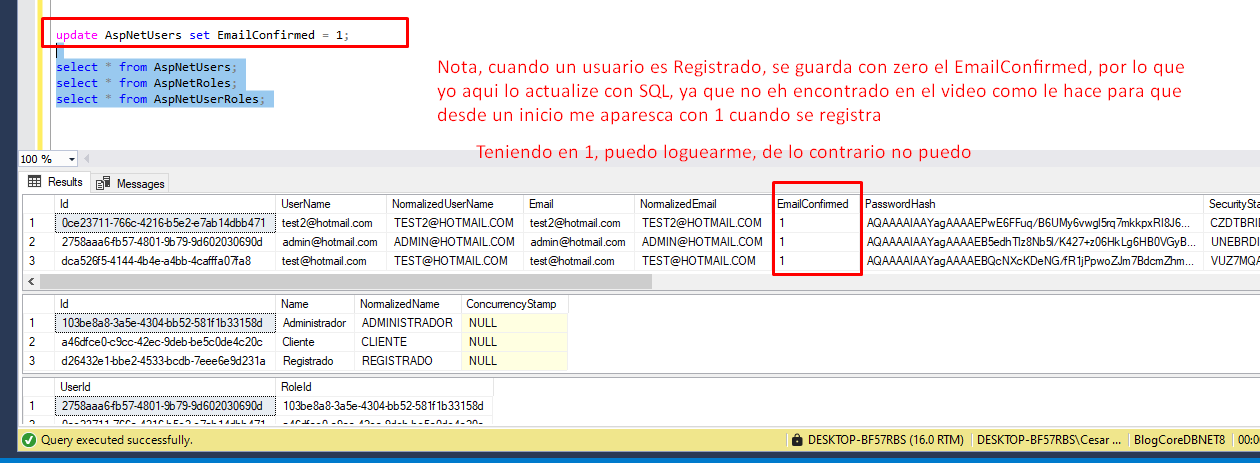 update AspNetUsers set EmailConfirmed = 1;
select * from AspNetUsers;
select * from AspNetRoles;
select * from AspNetUserRoles;
Nota, cuando un usuario es Registrado, se guarda con zero el EmailConfirmed, por lo que
yo aqui lo actualize con SQL, ya que no eh encontrado en el video como le hace para que
desde un inicio me aparesca con 1 cuando se registra
Teniendo en 1, puedo loguearme, de lo contrario no puedo
100 %
Results Messages
Id UserName NormalizedUserName Email NormalizedEmail EmailConfirmed PasswordHash SecuritySta
1 0ce23711-766c-4216-b5e2-e7ab14dbb471 test2@hotmail.com TEST2@HOTMAIL.COM test2@hotmail.com TEST2@HOTMAIL.COM 1 AQAAAAIAAYagAAAAEPwE6FFuq/B6UMy6vwgl5rq7mkkpxRI8J6... CZDTBRI
2 2758aaa6-fb57-4801-9b79-9d602030690d admin@hotmail.com ADMIN@HOTMAIL.COM admin@hotmail.com ADMIN@HOTMAIL.COM 1 AQAAAAIAAYagAAAAEB5edhTlz8Nb5l/K427+z06HkLg6HB0VGyB... UNEBRDI
3 dca526f5-4144-4b4e-a4bb-4cafffa07fa8 test@hotmail.com TEST@HOTMAIL.COM test@hotmail.com TEST@HOTMAIL.COM 1 AQAAAAIAAYagAAAAEBQcNXcKDeNG/fR1jPpwoZJm7BdcmZhm... VUZ7MQA
Id Name NormalizedName ConcurrencyStamp
1 103be8a8-3a5e-4304-bb52-581f1b33158d Administrador ADMINISTRADOR NULL
2 a46dfce0-c9cc-42ec-9deb-be5c0de4c20c Cliente CLIENTE NULL
3 d26432e1-bbe2-4533-bcdb-7eee6e9d231a Registrado REGISTRADO NULL
UserId RoleId
1 2758aaa6-fb57-4801-9b79-9d602030690d 103be8a8-3a5e-4304-bb52-581f1b33158d
Query executed successfully. DESKTOP-BF57RBS (16.0 RTM) DESKTOP-BF57RBS\Cesar ... BlogCoreDBNET8 00:0